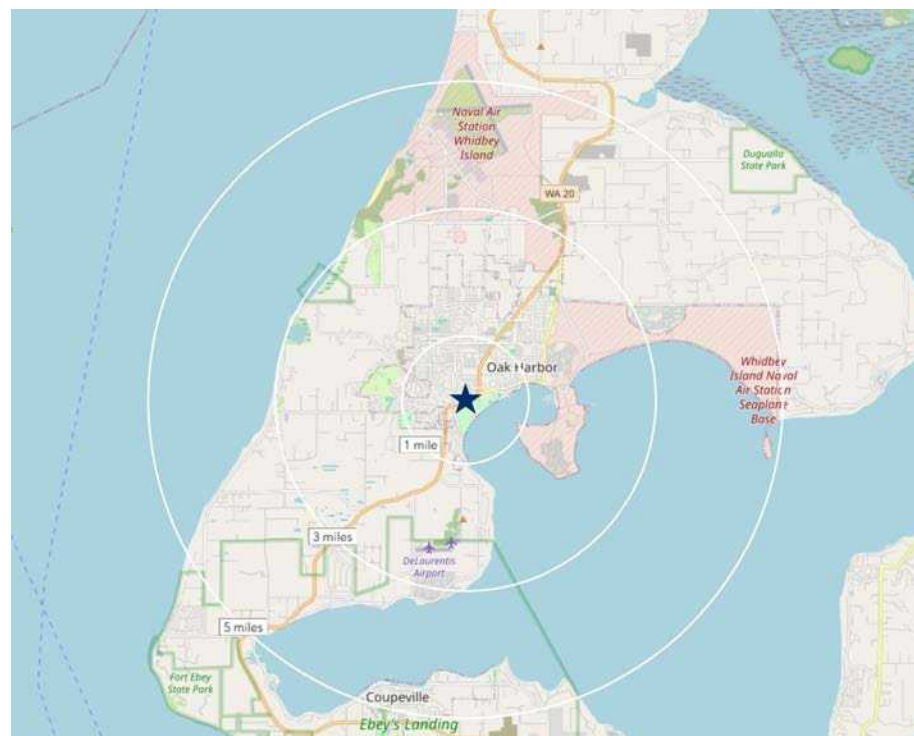 Naval Air
Station
Whidbey
Island
Dugualla
State Park
WA 20
Oak Harbor
Whidbey
Island Naval
Air Station
Seaplane
Base
1 mile
3 miles
DeLaurentis
Airport
5 miles
Fort Ebey
State Park
Coupeville
Ebey's Landing